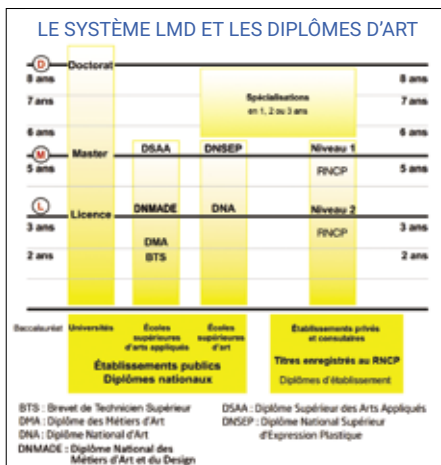 LE SYSTÈME LMD ET LES DIPLÔMES D'ART
D Doctorat
8 ans 8 ans
7 ans Spécialisations 7 ans
en 1, 2 ou 3 ans
6 ans 6 ans
M Master DSAA DNSEP Niveau 1
5 ans RNCP 5 ans
L Licence DNMADE DNA Niveau 2
3 ans RNCP 3 ans
DMA
2 ans BTS 2 ans
Baccalauréat Universités Écoles supérieures d'arts appliqués Écoles supérieures d'art Établissements privés et consulaires
Établissements publics
Diplômes nationaux
Titres enregistrés au RNCP
Diplômes d'établissement
BTS : Brevet de Technicien Supérieur
DMA : Diplôme des Métiers d'Art
DNA : Diplôme National d'Art
DNMADE : Diplôme National des
Métiers d'Art et du Design
DSAA : Diplôme Supérieur des Arts Appliqués
DNSEP : Diplôme National Supérieur
d'Expression Plastique